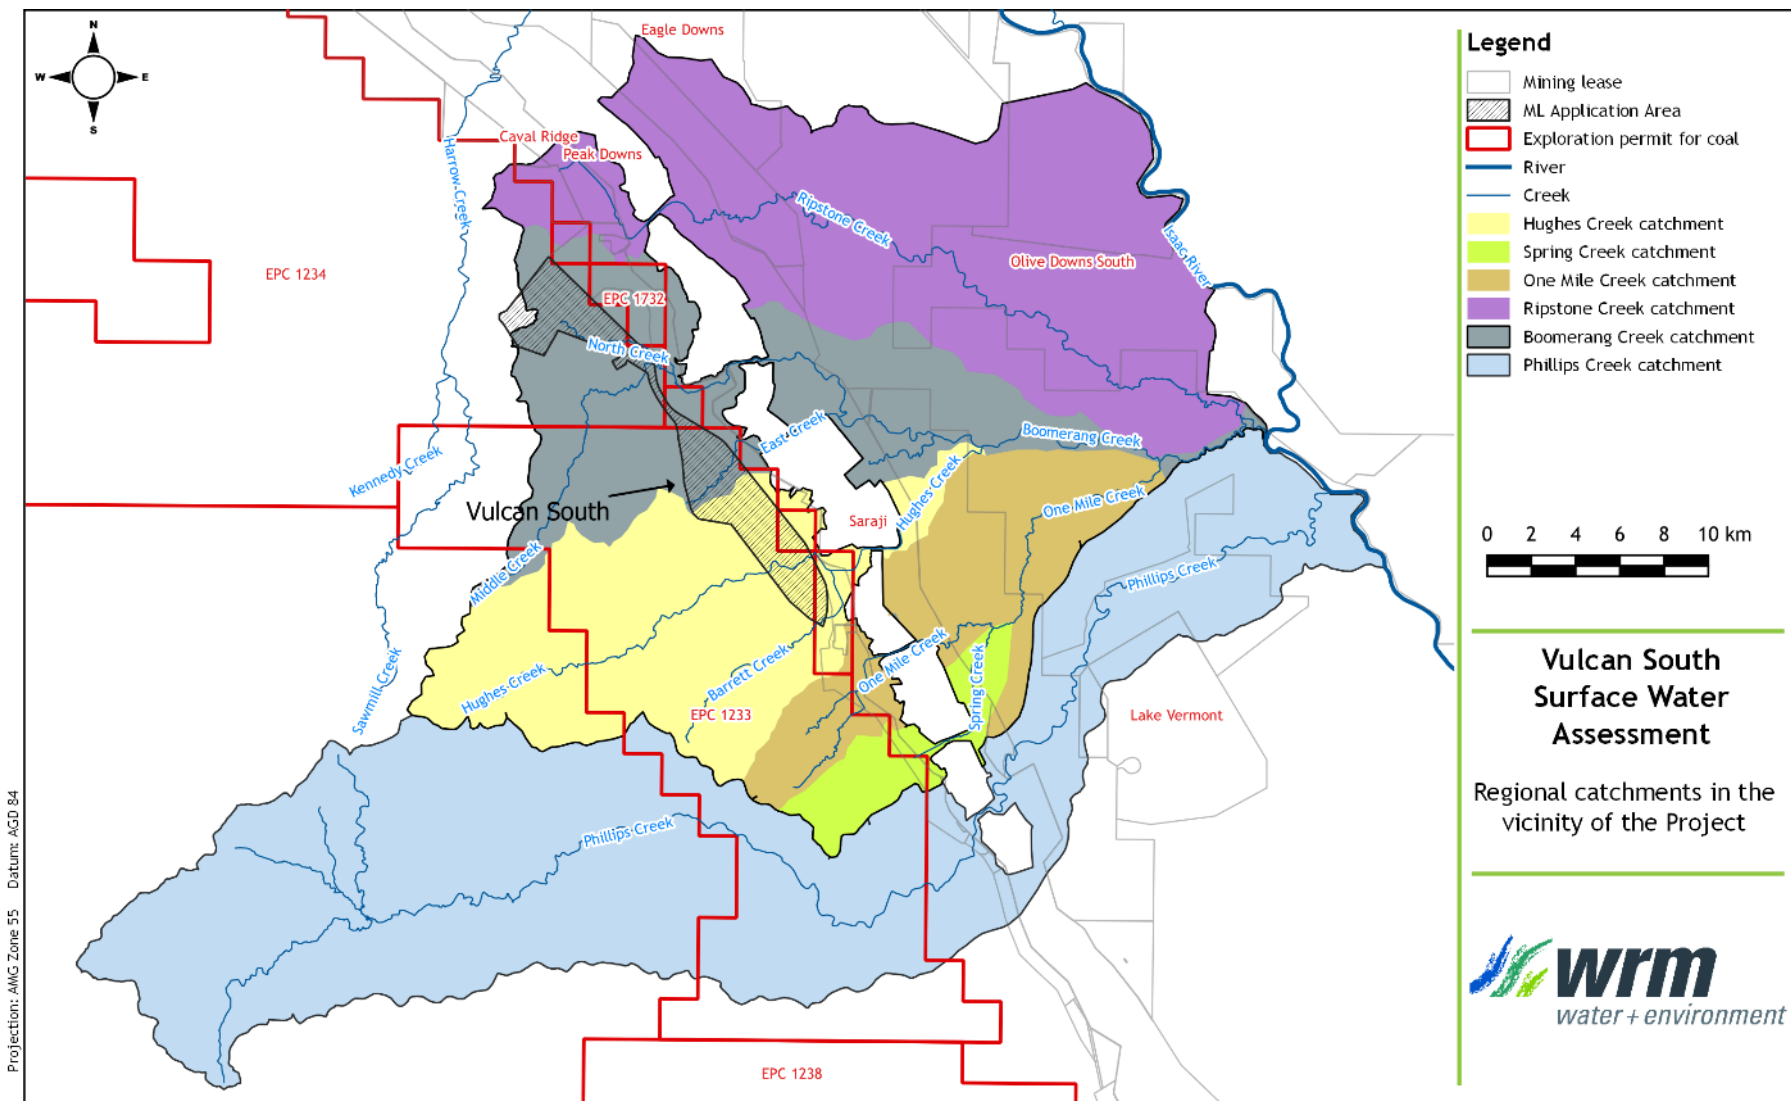 N
W
E
S
Eagle Downs
Caval Ridge
Peak Downs
Harrow Creek
Ripstone Creek
Isaac River
Olive Downs South
EPC 1234
EPC 1732
North Creek
East Creek
Boomerang Creek
Kennedy Creek
Hughes Creek
One Mile Creek
Vulcan South
Saraji
Middle Creek
Phillips Creek
Sawmill Creek
Hughes Creek
Barrett Creek
One Mile Creek
Spring Creek
EPC 1233
Lake Vermont
Phillips Creek
EPC 1238
Projection: AMG Zone 55 Datum: AGD 84
Legend
Mining lease
ML Application Area
Exploration permit for coal
River
Creek
Hughes Creek catchment
Spring Creek catchment
One Mile Creek catchment
Ripstone Creek catchment
Boomerang Creek catchment
Phillips Creek catchment
0 2 4 6 8 10 km
Vulcan South
Surface Water
Assessment
Regional catchments in the
vicinity of the Project
wrm
water + environment